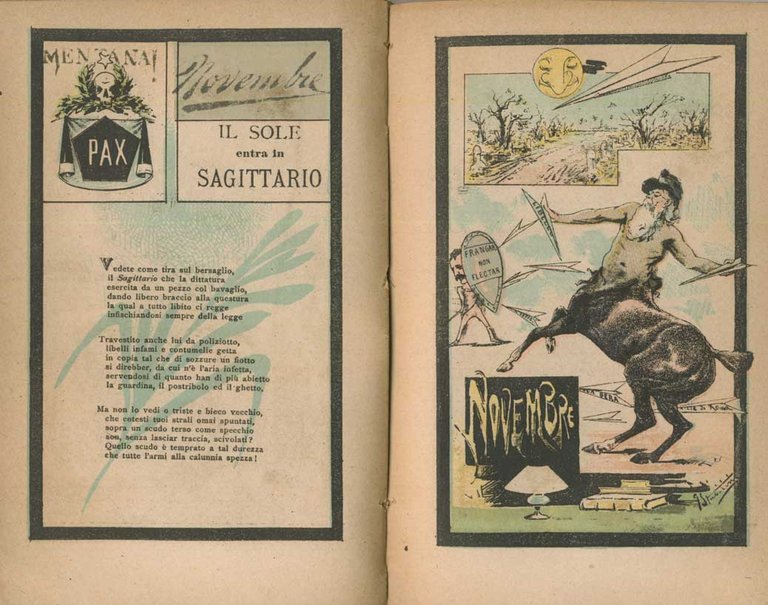 MENTANA!
PAX
Novembre
IL SOLE
entra in
SAGITTARIO
Vedete come tira sul bersaglio,
il Sagittario che la dittatura
esercita da un pezzo col bavaglio,
dando libero braccio alla questura
la qual a tutto libito ci regge
infischiandosi sempre della legge
Travestito anche lui da poliziotto,
libelli infami e contumelie getta
in copia tal che di sozzure un fiotto
si direbber, da cui n'è l'aria infetta,
servendosi di quanto han di più abietto
la guardina, il postribolo ed il ghetto,
Ma non lo vedi o triste e bieco vecchio,
che cotesti tuoi strali omai spuntati,
sopra un scudo terso come specchio
son, senza lasciar traccia, scivolati?
Quello scudo è temprato a tal durezza
che tutte l'armi alla calunnia spezza!
LIBELLO
FRANGAR
NON
FLECTAR
NOVEMBRE
SERA